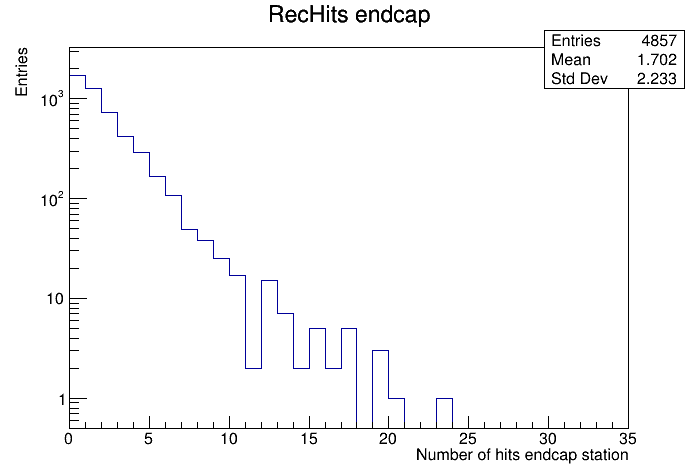 RecHits endcap
Entries 4857
Mean 1.702
Std Dev 2.233
Entries
10³
10²
10
1
0 5 10 15 20 25 30 35
Number of hits endcap station